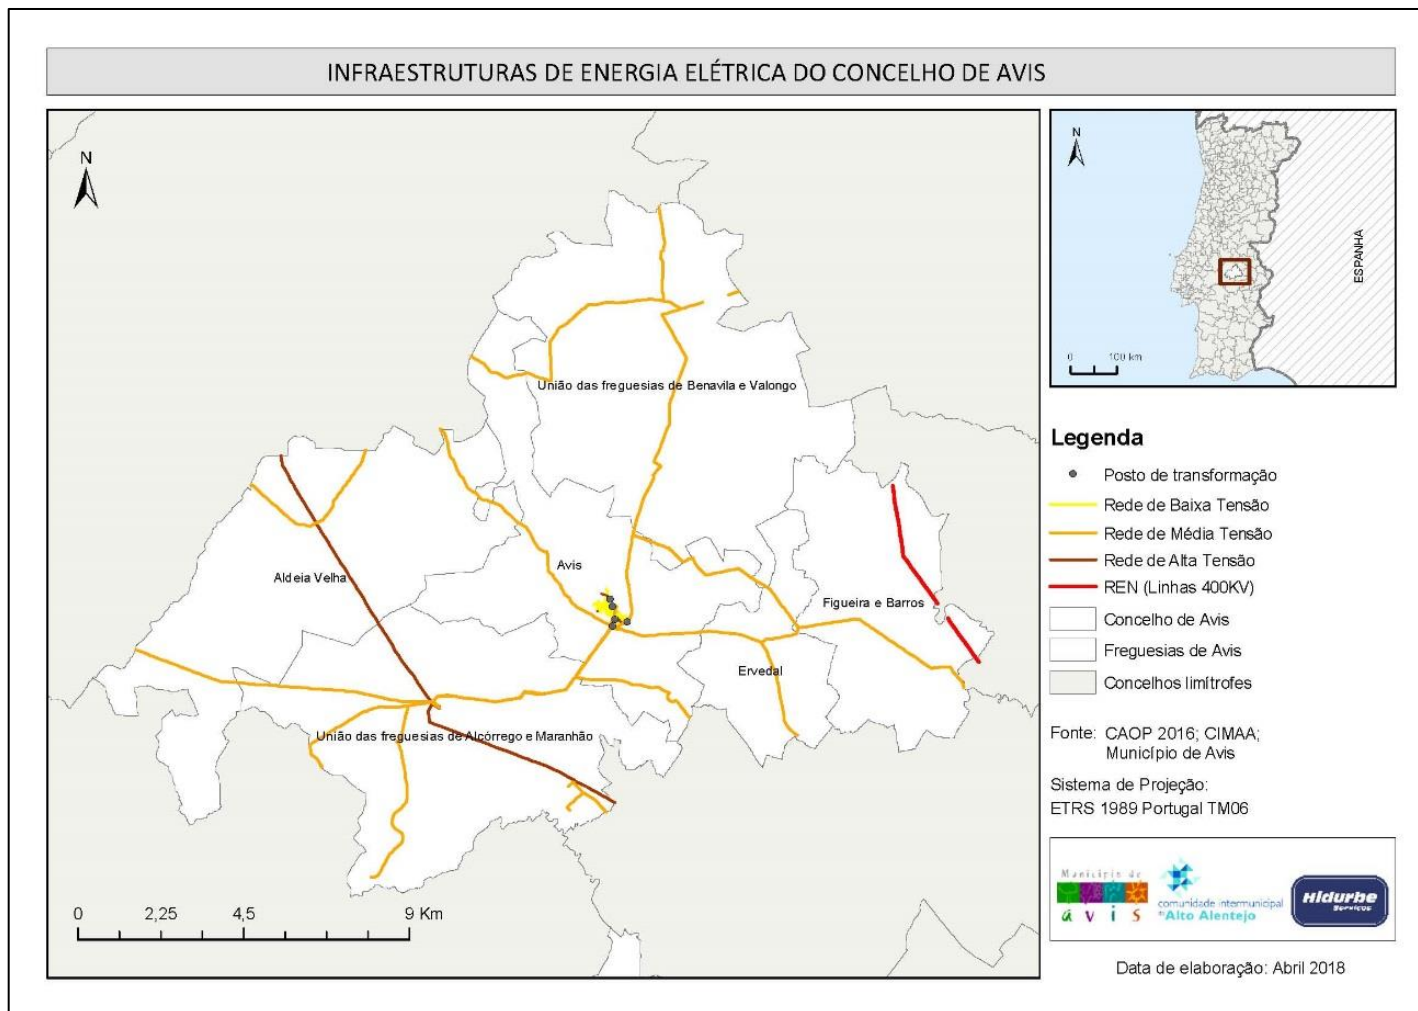 INFRAESTRUTURAS DE ENERGIA ELÉTRICA DO CONCELHO DE AVIS
N
União das freguesias de Benavila e Valongo
Avis
Aldeia Velha
Figueira e Barros
Ervedal
União das freguesias de Alcórrego e Maranhão
0 2,25 4,5 9 Km
N
ESPANHA
0 100 km
Legenda
Posto de transformação
Rede de Baixa Tensão
Rede de Média Tensão
Rede de Alta Tensão
REN (Linhas 400KV)
Concelho de Avis
Freguesias de Avis
Concelhos limítrofes
Fonte: CAOP 2016; CIMAA;
Município de Avis
Sistema de Projeção:
ETRS 1989 Portugal TM06
Município de
avis
comunidade intermunicipal
do Alto Alentejo
Hidurbe
Serviços
Data de elaboração: Abril 2018